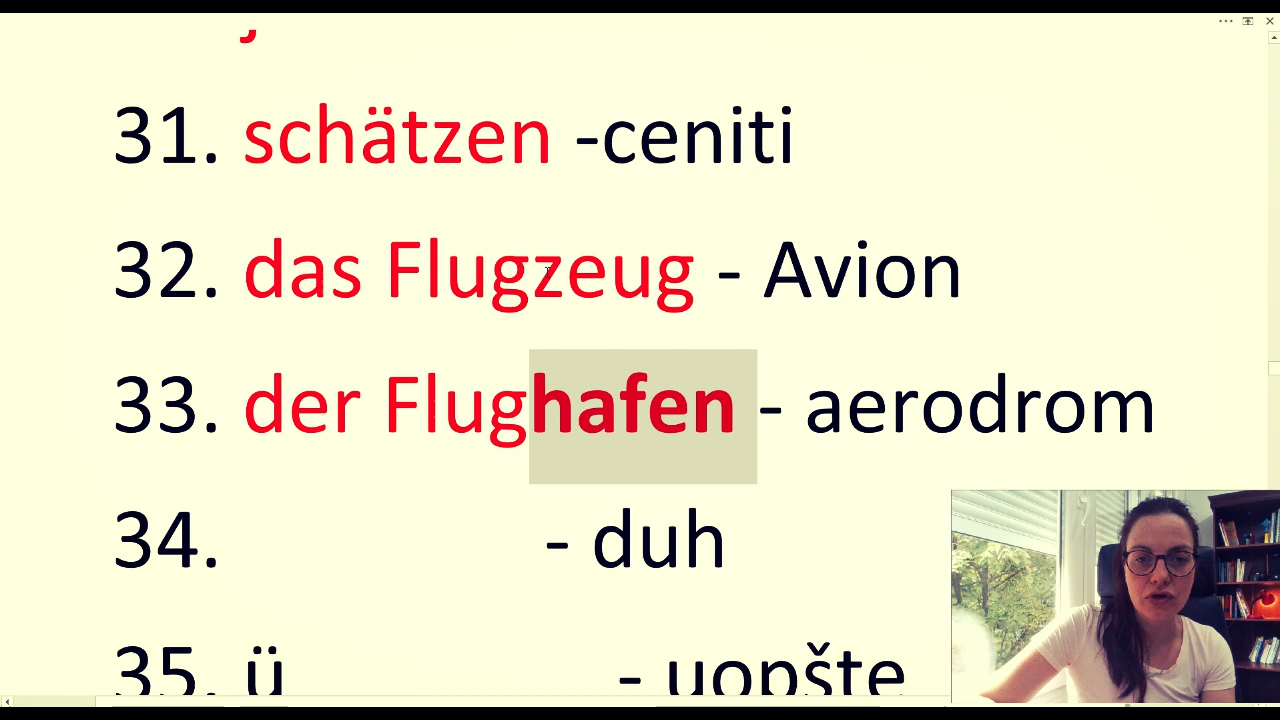 31. schätzen -ceniti
32. das Flugzeug - Avion
33. der Flughafen - aerodrom
34. - duh
35. ü - uopšte